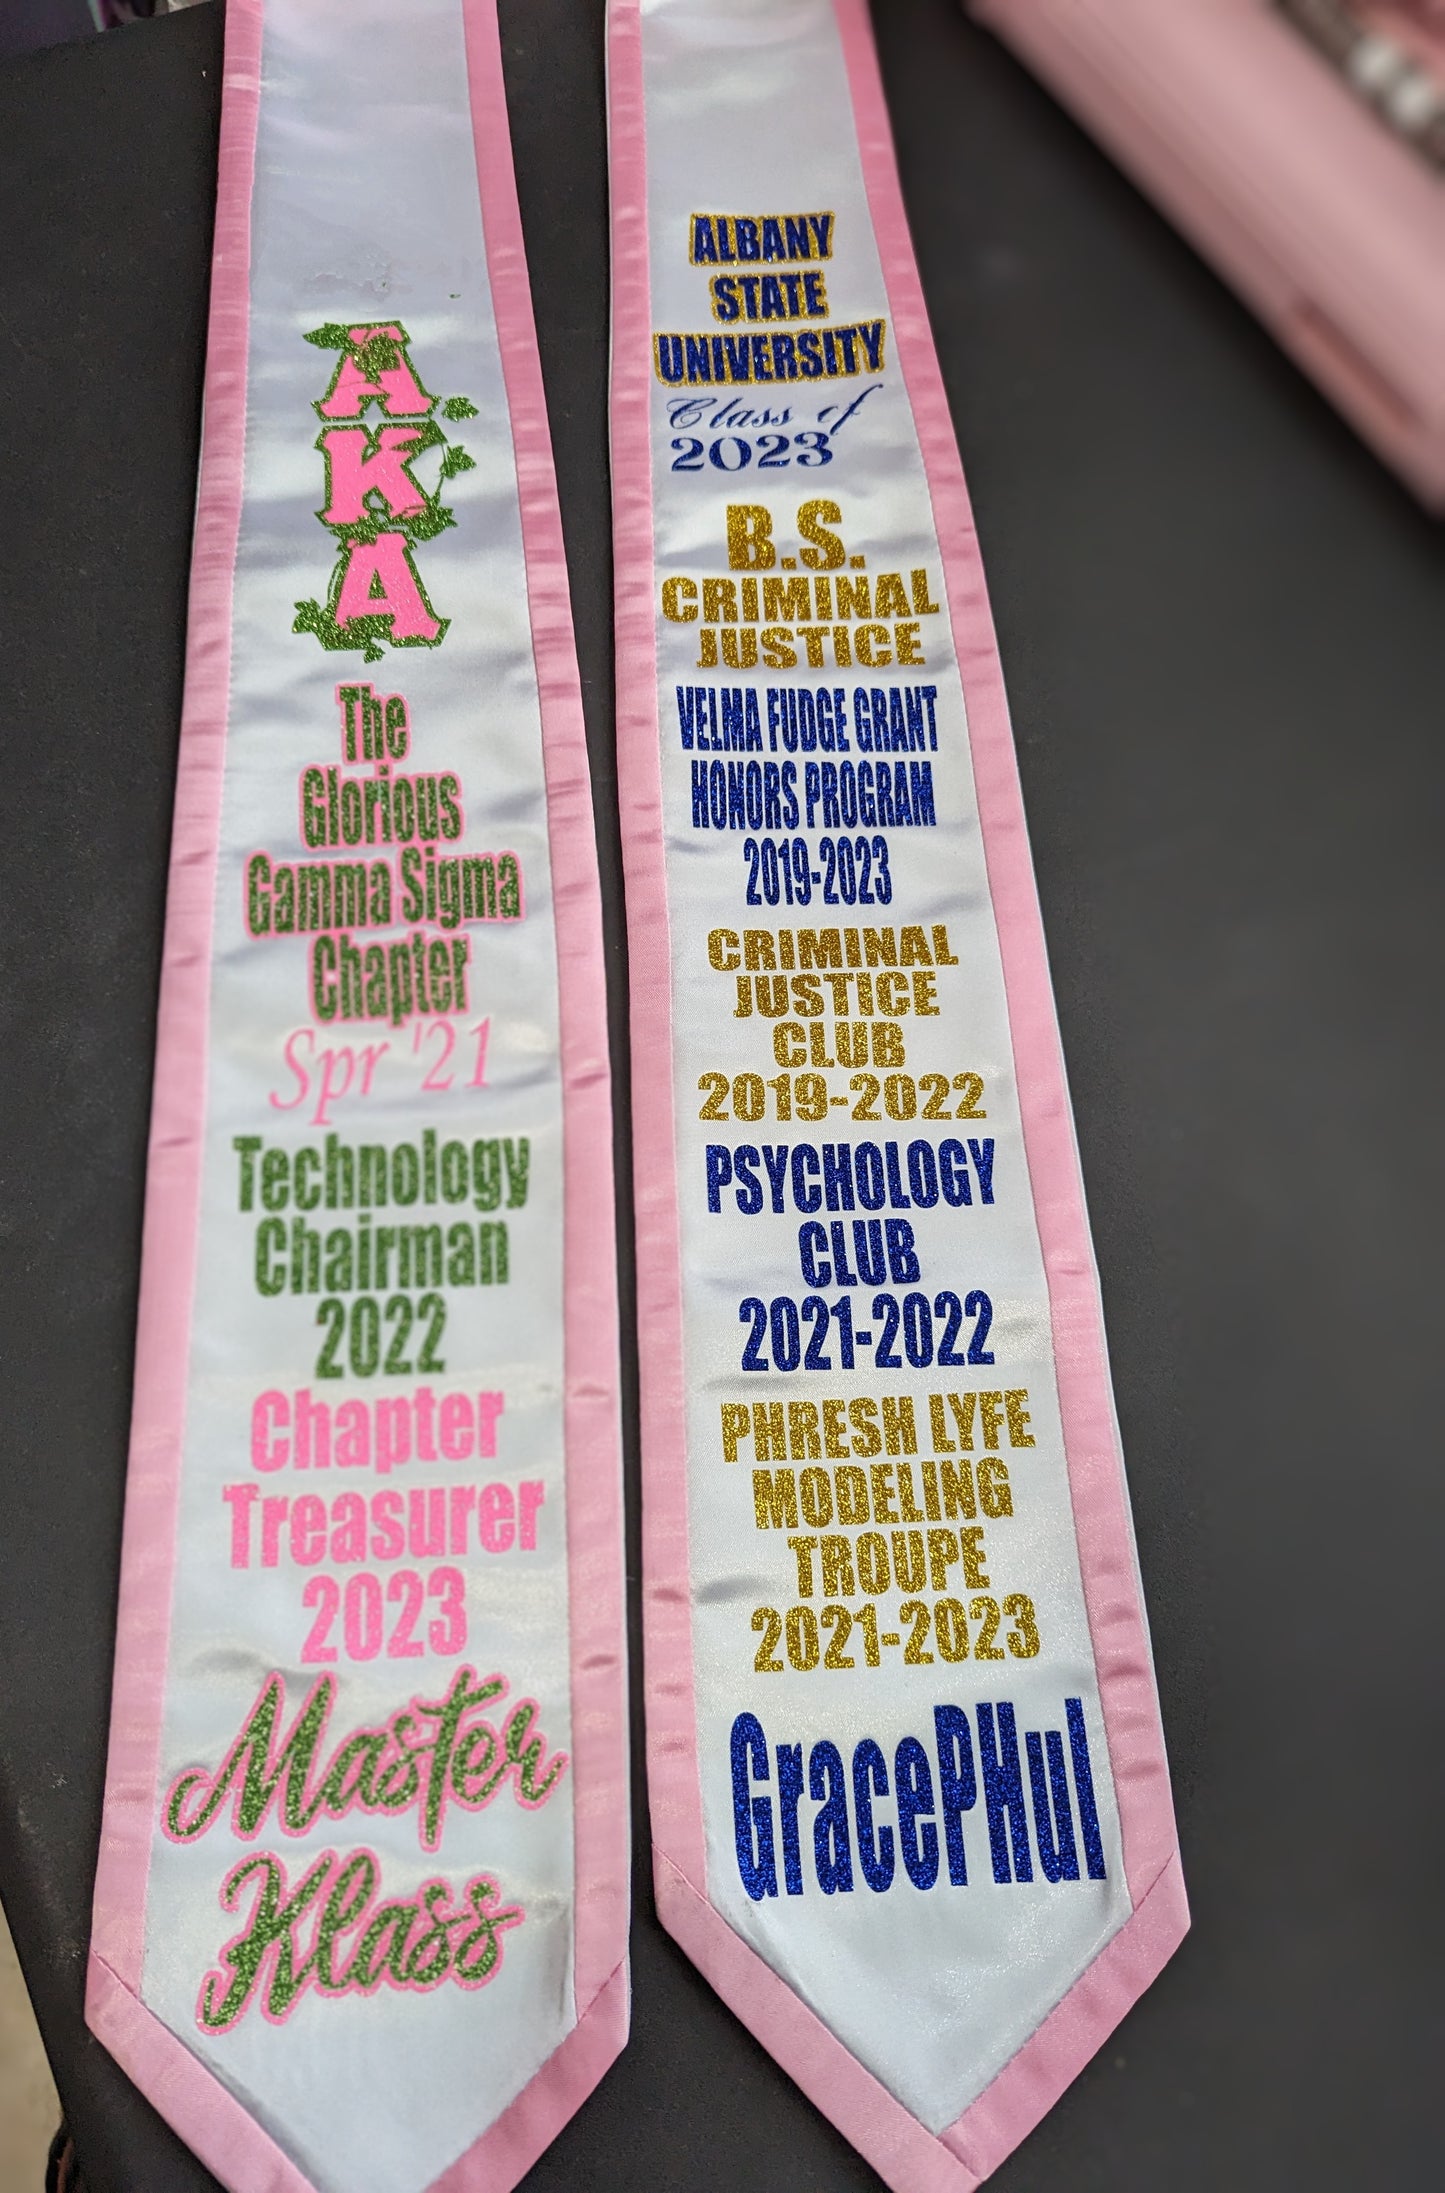 A
K
A
The
Glorious
Gamma Sigma
Chapter
Spr '21
Technology
Chairman
2022
Chapter
Treasurer
2023
Master
Klass
ALBANY
STATE
UNIVERSITY
Class of
2023
B.S.
CRIMINAL
JUSTICE
VELMA FUDGE GRANT
HONORS PROGRAM
2019-2023
CRIMINAL
JUSTICE
CLUB
2019-2022
PSYCHOLOGY
CLUB
2021-2022
PHRESH LYFE
MODELING
TROUPE
2021-2023
GracePHul